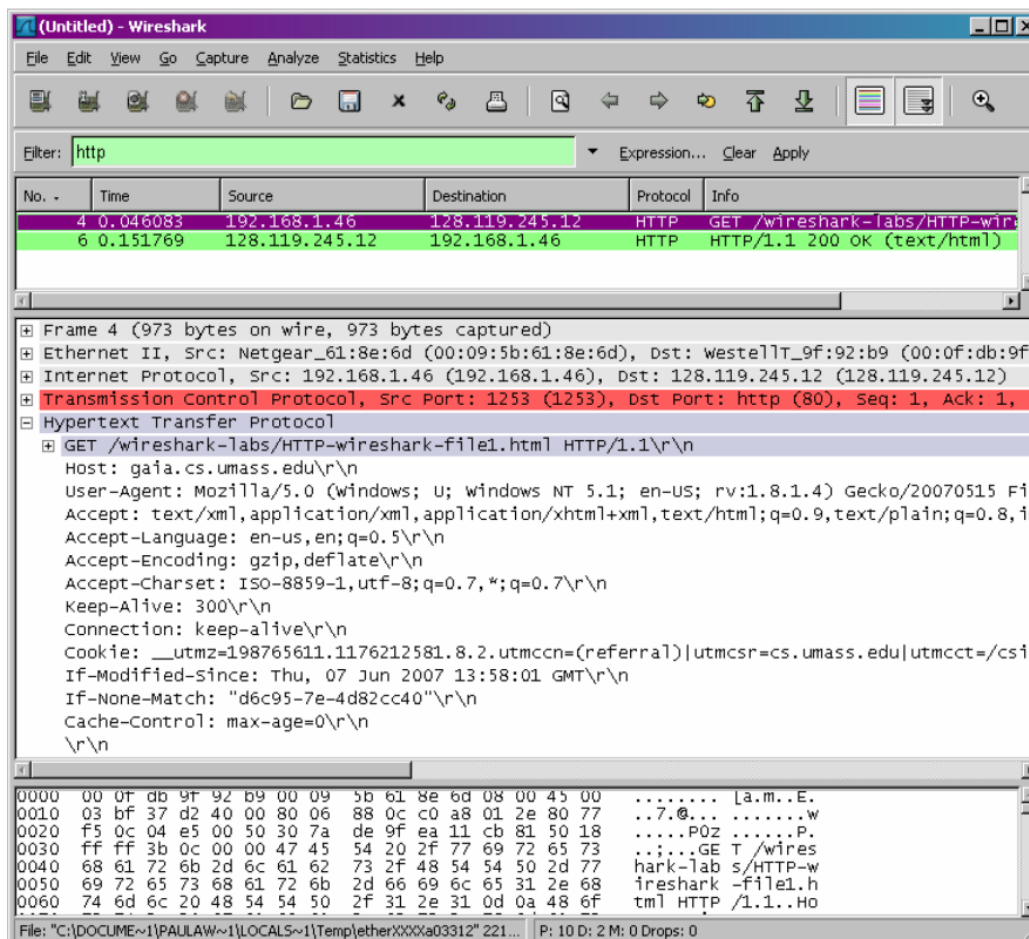 (Untitled) - Wireshark
File Edit View Go Capture Analyze Statistics Help
Filter: http Expression... Clear Apply
No. - Time Source Destination Protocol Info
4 0.046083 192.168.1.46 128.119.245.12 HTTP GET /wireshark-labs/HTTP-wire
6 0.151769 128.119.245.12 192.168.1.46 HTTP HTTP/1.1 200 OK (text/html)
Frame 4 (973 bytes on wire, 973 bytes captured)
Ethernet II, Src: Netgear_61:8e:6d (00:09:5b:61:8e:6d), Dst: WestellT_9f:92:b9 (00:0f:db:9f
Internet Protocol, Src: 192.168.1.46 (192.168.1.46), Dst: 128.119.245.12 (128.119.245.12)
Transmission Control Protocol, Src Port: 1253 (1253), Dst Port: http (80), Seq: 1, Ack: 1,
Hypertext Transfer Protocol
GET /wireshark-labs/HTTP-wireshark-file1.html HTTP/1.1\r\n
Host: gaia.cs.umass.edu\r\n
User-Agent: Mozilla/5.0 (Windows; U; Windows NT 5.1; en-US; rv:1.8.1.4) Gecko/20070515 Fi
Accept: text/xml,application/xml,application/xhtml+xml,text/html;q=0.9,text/plain;q=0.8,i
Accept-Language: en-us,en;q=0.5\r\n
Accept-Encoding: gzip,deflate\r\n
Accept-Charset: ISO-8859-1,utf-8;q=0.7,*;q=0.7\r\n
Keep-Alive: 300\r\n
Connection: keep-alive\r\n
Cookie: __utmz=198765611.1176212581.8.2.utmccn=(referral)|utmcsr=cs.umass.edu|utmcct=/csi
If-Modified-Since: Thu, 07 Jun 2007 13:58:01 GMT\r\n
If-None-Match: "d6c95-7e-4d82cc40"\r\n
Cache-Control: max-age=0\r\n
\r\n
0000 00 0f db 9f 92 b9 00 09 5b 61 8e 6d 08 00 45 00 ........ [a.m..E.
0010 03 bf 37 d2 40 00 80 06 88 0c c0 a8 01 2e 80 77 ..7.@... .......w
0020 f5 0c 04 e5 00 50 30 7a de 9f ea 11 cb 81 50 18 .....P0z ......P.
0030 ff ff 3b 0c 00 00 47 45 54 20 2f 77 69 72 65 73 ..;...GE T /wires
0040 68 61 72 6b 2d 6c 61 62 73 2f 48 54 54 50 2d 77 hark-lab s/HTTP-w
0050 69 72 65 73 68 61 72 6b 2d 66 69 6c 65 31 2e 68 ireshark -file1.h
0060 74 6d 6c 20 48 54 54 50 2f 31 2e 31 0d 0a 48 6f tml HTTP /1.1..Ho
File: "C:\DOCUME~1\PAULAW~1\LOCALS~1\Temp\etherXXXXa03312" 221... P: 10 D: 2 M: 0 Drops: 0